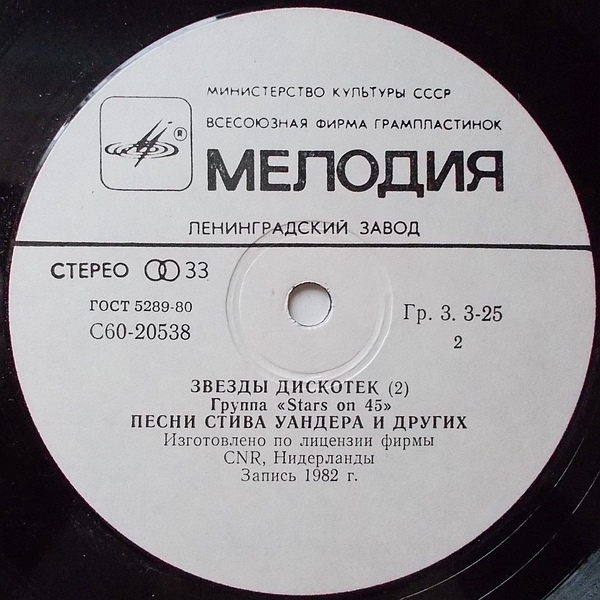 МИНИСТЕРСТВО КУЛЬТУРЫ СССР
ВСЕСОЮЗНАЯ ФИРМА ГРАМПЛАСТИНОК
®
МЕЛОДИЯ
ЛЕНИНГРАДСКИЙ ЗАВОД
СТЕРЕО 33
ГОСТ 5289-80
С60-20538
Гр. 3. 3-25
2
ЗВЕЗДЫ ДИСКОТЕК (2)
Группа «Stars on 45»
ПЕСНИ СТИВА УАНДЕРА И ДРУГИХ
Изготовлено по лицензии фирмы
CNR, Нидерланды
Запись 1982 г.